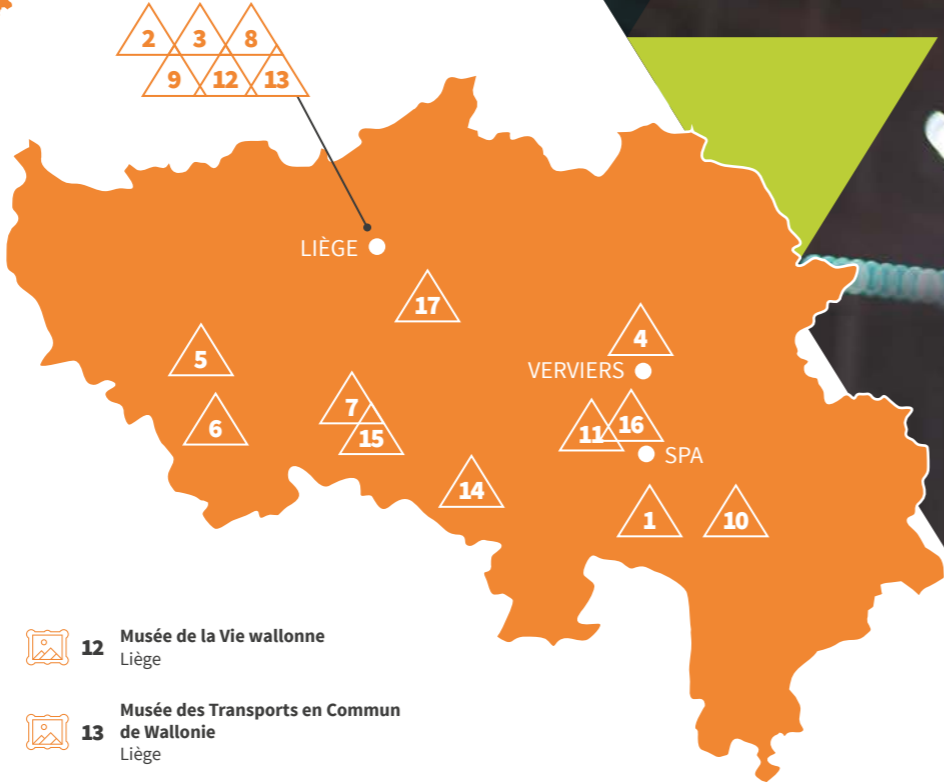 2 3 8
9 12 13
LIÈGE
17
4
5
VERVIERS
7
16
6
11
15
SPA
14
1 10
12 Musée de la Vie wallonne
Liège
13 Musée des Transports en Commun
de Wallonie
Liège